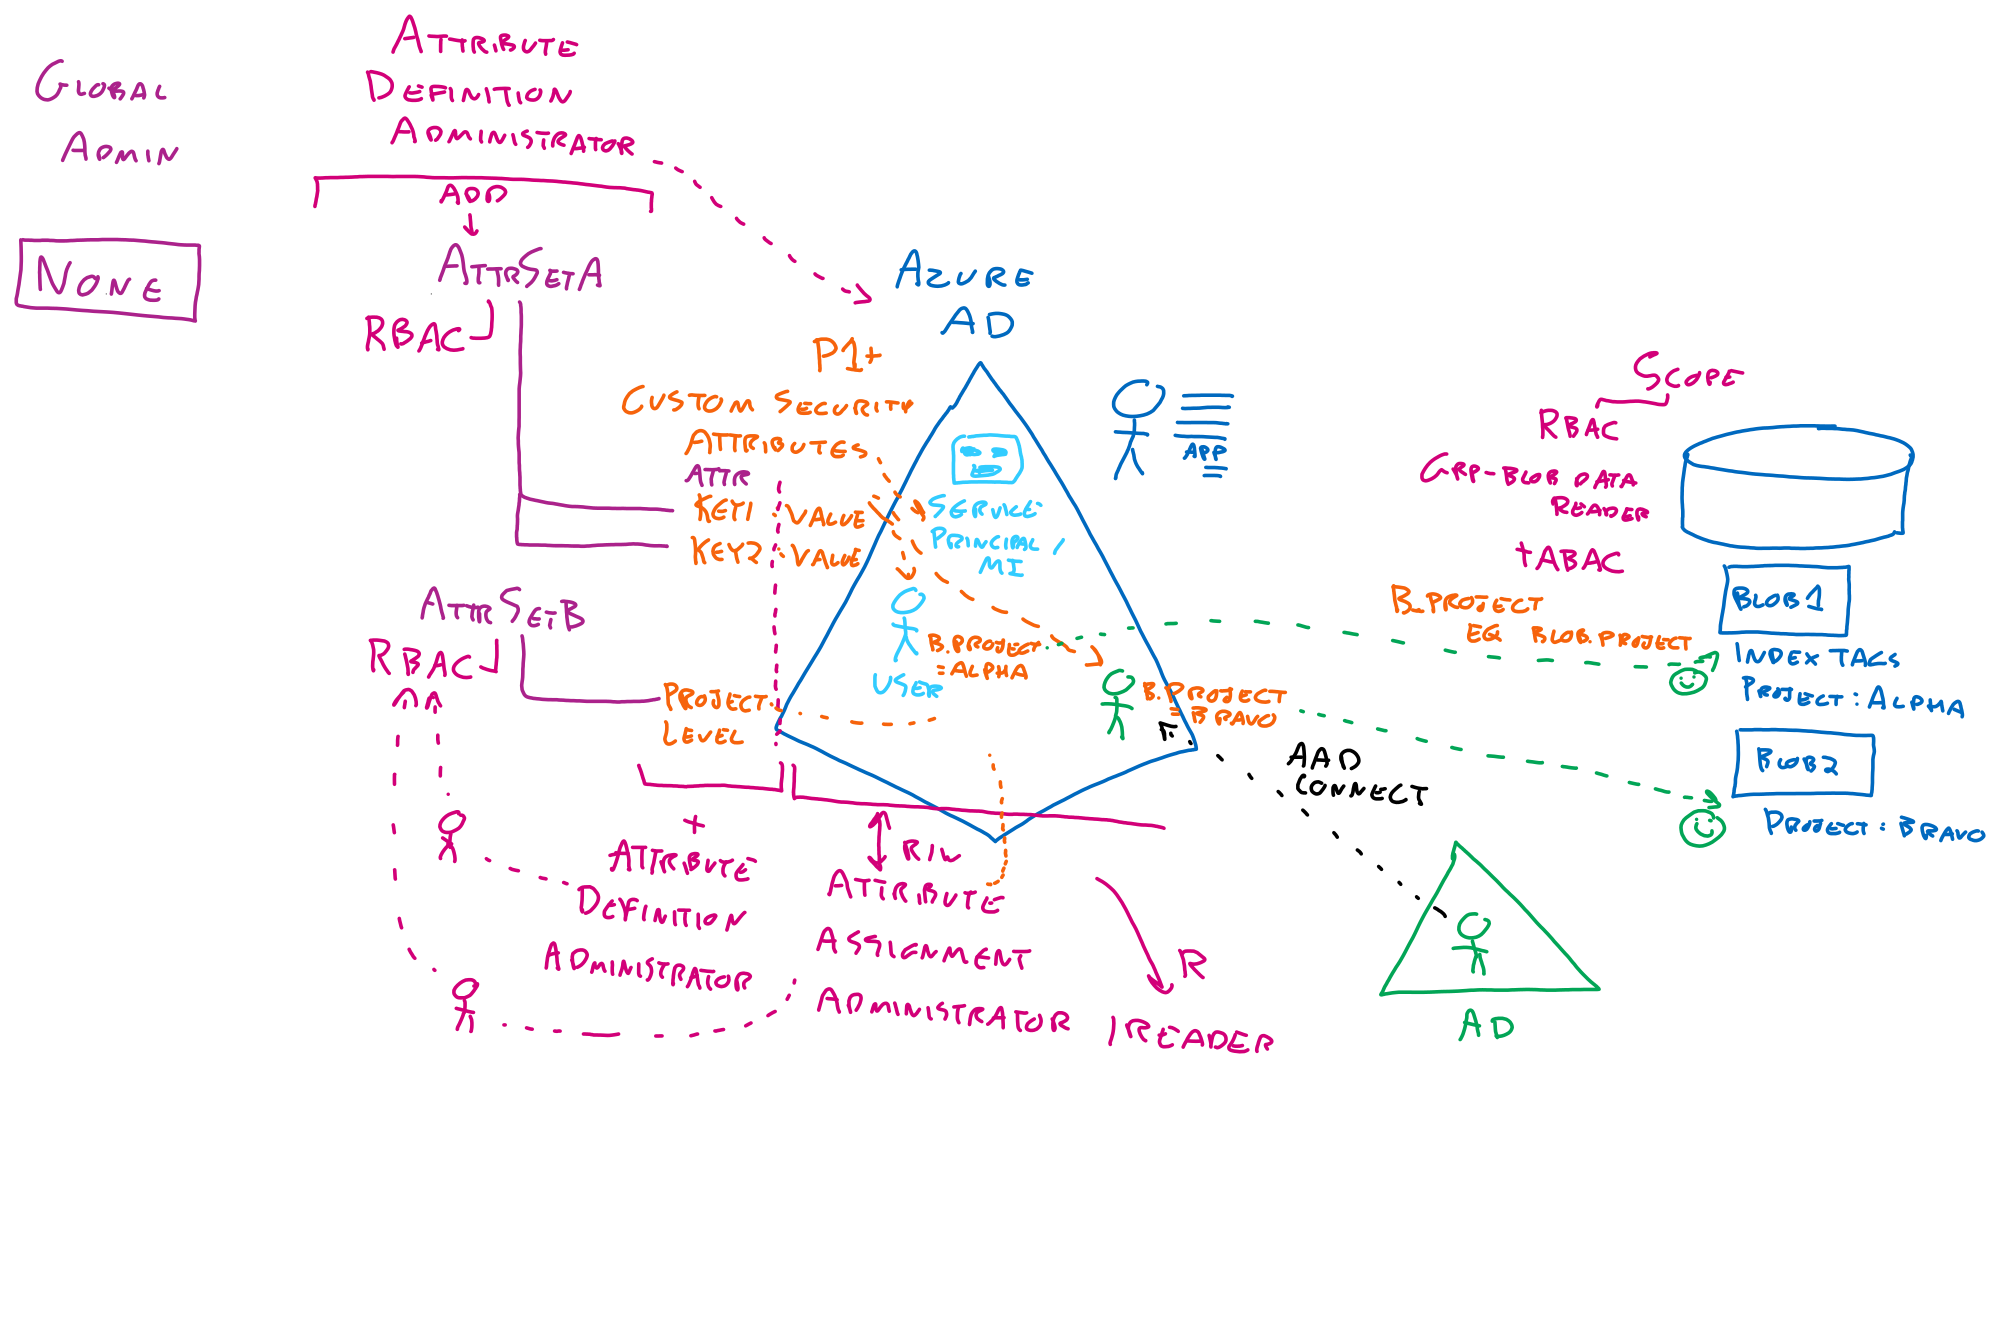 GLOBAL
ADMIN
NONE
ATTRIBUTE
DEFINITION
ADMINISTRATOR
ADD
ATTRSETA
RBAC
AZURE
AD
P1+
CUSTOM SECURITY
ATTRIBUTES
ATTR
KEY1 : VALUE
KEY2 : VALUE
ATTRSETB
RBAC
PROJECT
LEVEL
SERVICE
PRINCIPAL /
MI
USER
B.PROJECT
= ALPHA
B.PROJECT
= BRAVO
APP
+
ATTRIBUTE
DEFINITION
ADMINISTRATOR
R/W
ATTRIBUTE
ASSIGNMENT
ADMINISTRATOR
R
/READER
AAD
CONNECT
AD
SCOPE
RBAC
GRP-BLOB DATA
READER
+ABAC
B_PROJECT
EQ BLOB.PROJECT
BLOB1
INDEX TAGS
PROJECT : ALPHA
BLOB2
PROJECT : BRAVO